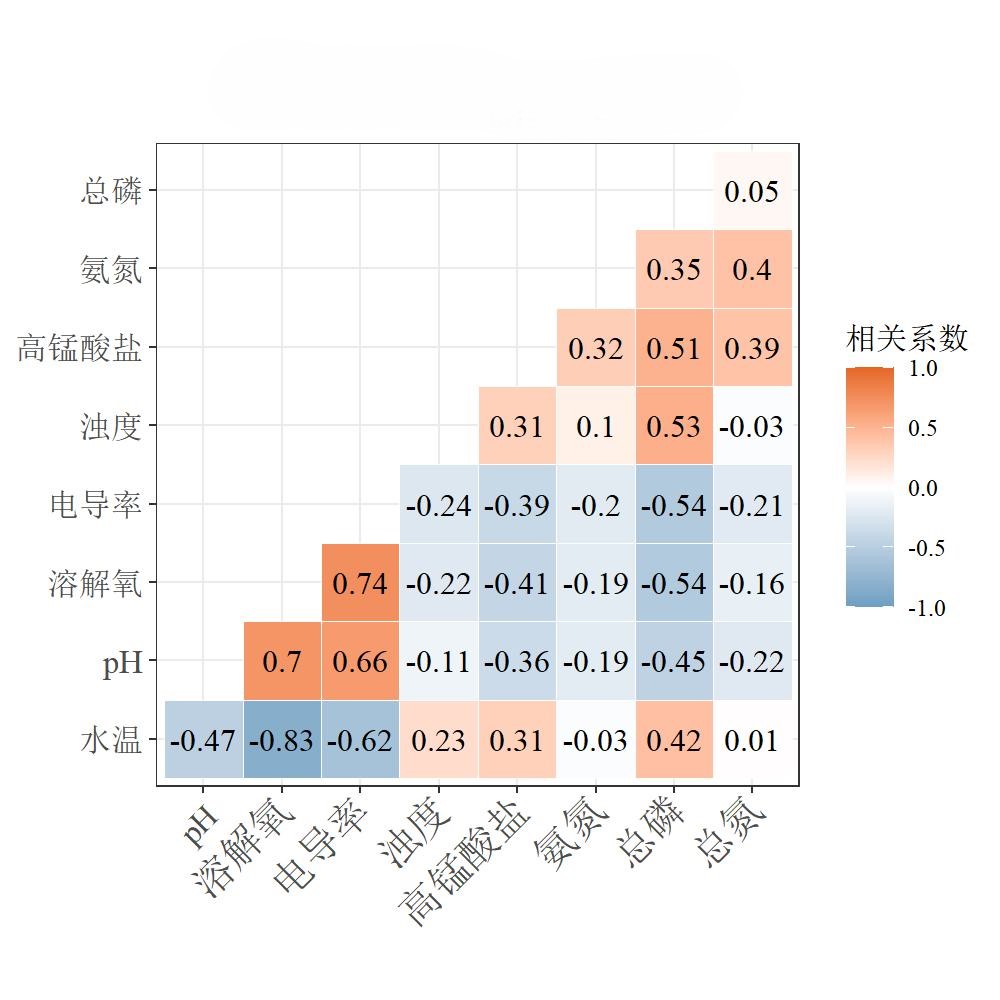 总磷 0.05
氨氮 0.35 0.4
高锰酸盐 0.32 0.51 0.39
浊度 0.31 0.1 0.53 -0.03
电导率 -0.24 -0.39 -0.2 -0.54 -0.21
溶解氧 0.74 -0.22 -0.41 -0.19 -0.54 -0.16
pH 0.7 0.66 -0.11 -0.36 -0.19 -0.45 -0.22
水温 -0.47 -0.83 -0.62 0.23 0.31 -0.03 0.42 0.01
pH 溶解氧 电导率 浊度 高锰酸盐 氨氮 总磷 总氮
相关系数
1.0
0.5
0.0
-0.5
-1.0